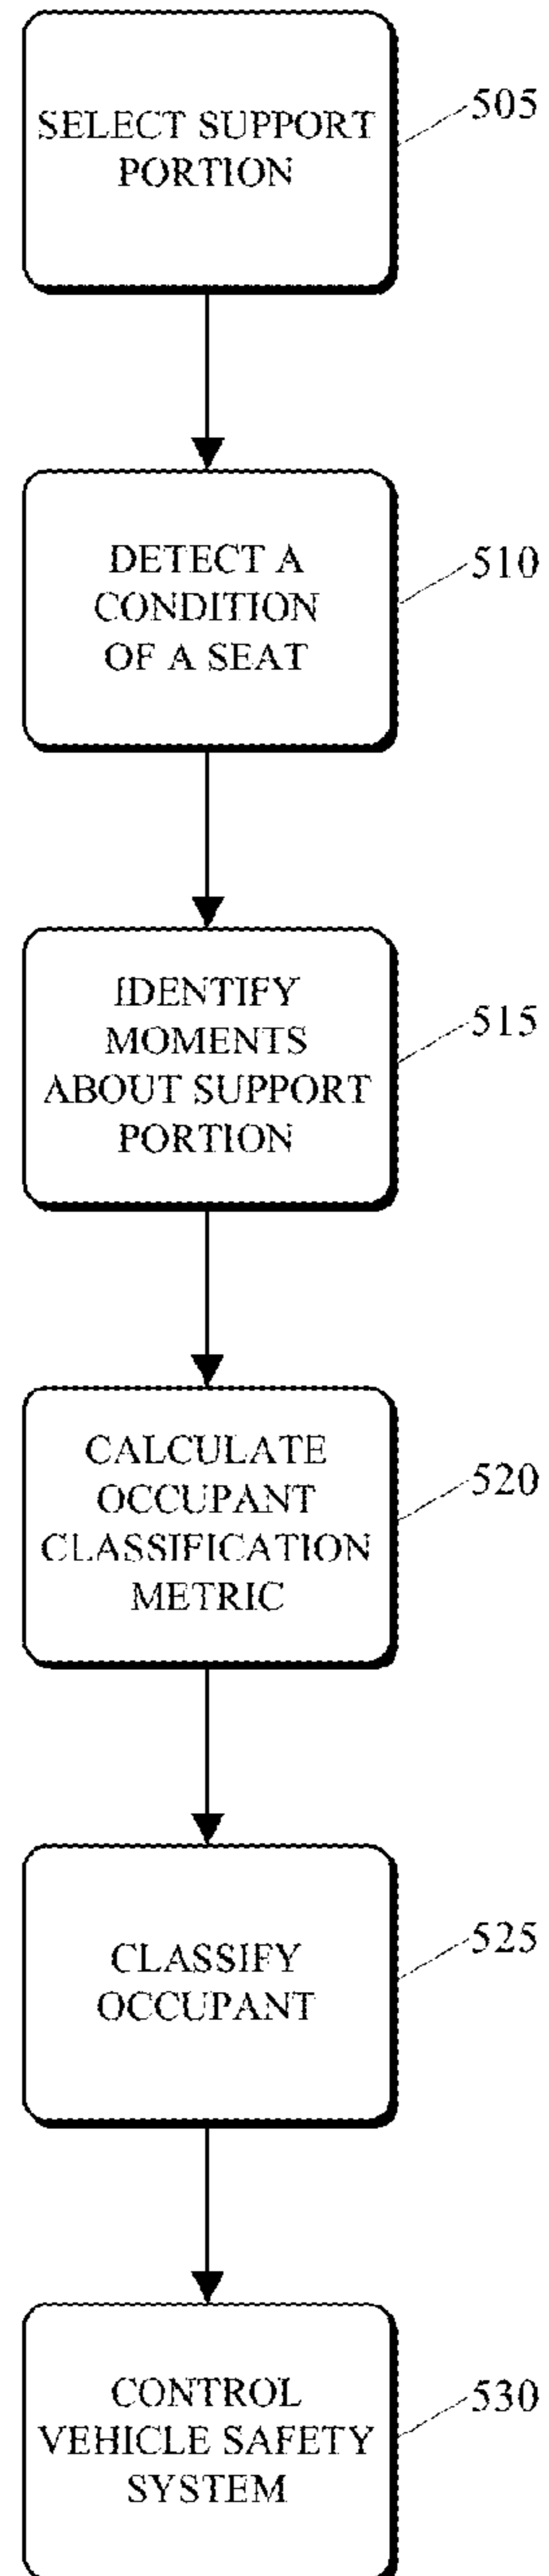 SELECT SUPPORT
PORTION
505
DETECT A
CONDITION
OF A SEAT
510
IDENTIFY
MOMENTS
ABOUT SUPPORT
PORTION
515
CALCULATE
OCCUPANT
CLASSIFICATION
METRIC
520
CLASSIFY
OCCUPANT
525
CONTROL
VEHICLE SAFETY
SYSTEM
530